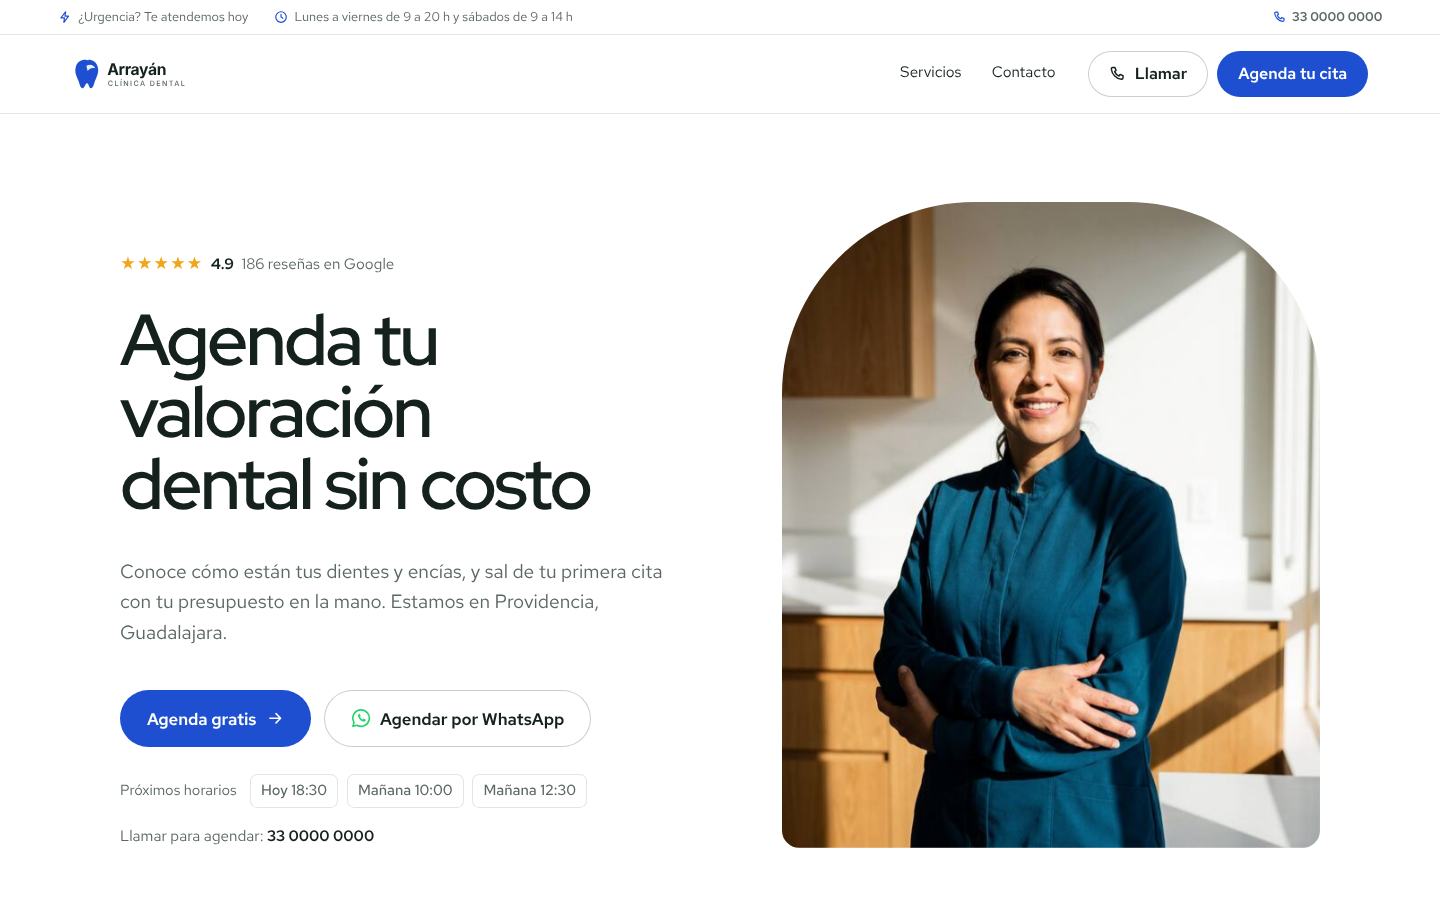 ¿Urgencia? Te atendemos hoy
Lunes a viernes de 9 a 20 h y sábados de 9 a 14 h
33 0000 0000
Arrayán
CLÍNICA DENTAL
Servicios
Contacto
Llamar
Agenda tu cita
★★★★★ 4.9 186 reseñas en Google
Agenda tu
valoración
dental sin costo
Conoce cómo están tus dientes y encías, y sal de tu primera cita
con tu presupuesto en la mano. Estamos en Providencia,
Guadalajara.
Agenda gratis →
Agendar por WhatsApp
Próximos horarios
Hoy 18:30
Mañana 10:00
Mañana 12:30
Llamar para agendar: 33 0000 0000